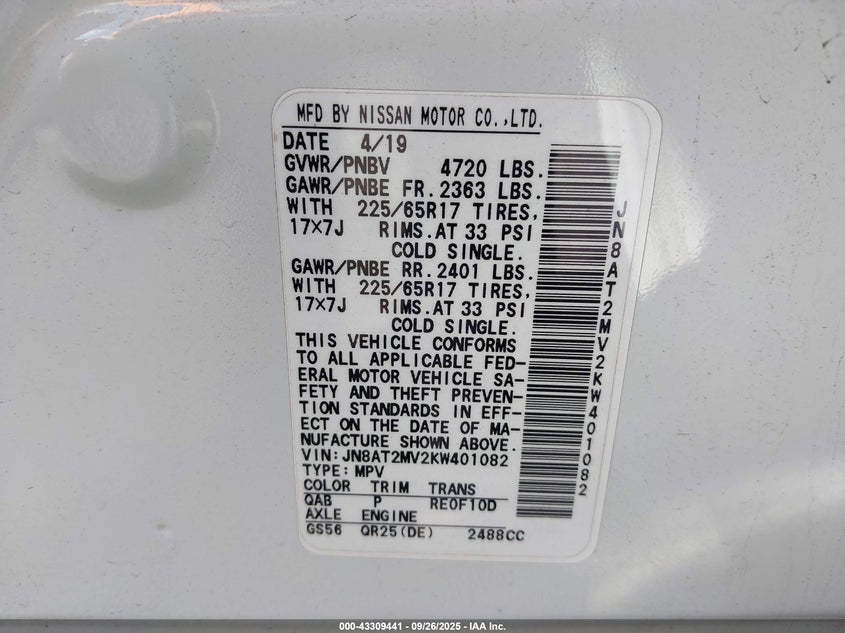 MFD BY NISSAN MOTOR CO.,LTD.
DATE 4/19
GVWR/PNBV 4720 LBS.
GAWR/PNBE FR. 2363 LBS.
WITH 225/65R17 TIRES,
17×7J RIMS.AT 33 PSI
COLD SINGLE.
GAWR/PNBE RR. 2401 LBS.
WITH 225/65R17 TIRES,
17×7J RIMS.AT 33 PSI
COLD SINGLE.
THIS VEHICLE CONFORMS
TO ALL APPLICABLE FED-
ERAL MOTOR VEHICLE SA-
FETY AND THEFT PREVEN-
TION STANDARDS IN EFF-
ECT ON THE DATE OF MA-
NUFACTURE SHOWN ABOVE.
VIN:JN8AT2MV2KW401082
TYPE:MPV
COLOR TRIM TRANS
QAB P RE0F10D
AXLE ENGINE
GS56 QR25(DE) 2488CC
JN8AT2MV2KW401082
000-43309441 - 09/26/2025 - IAA Inc.